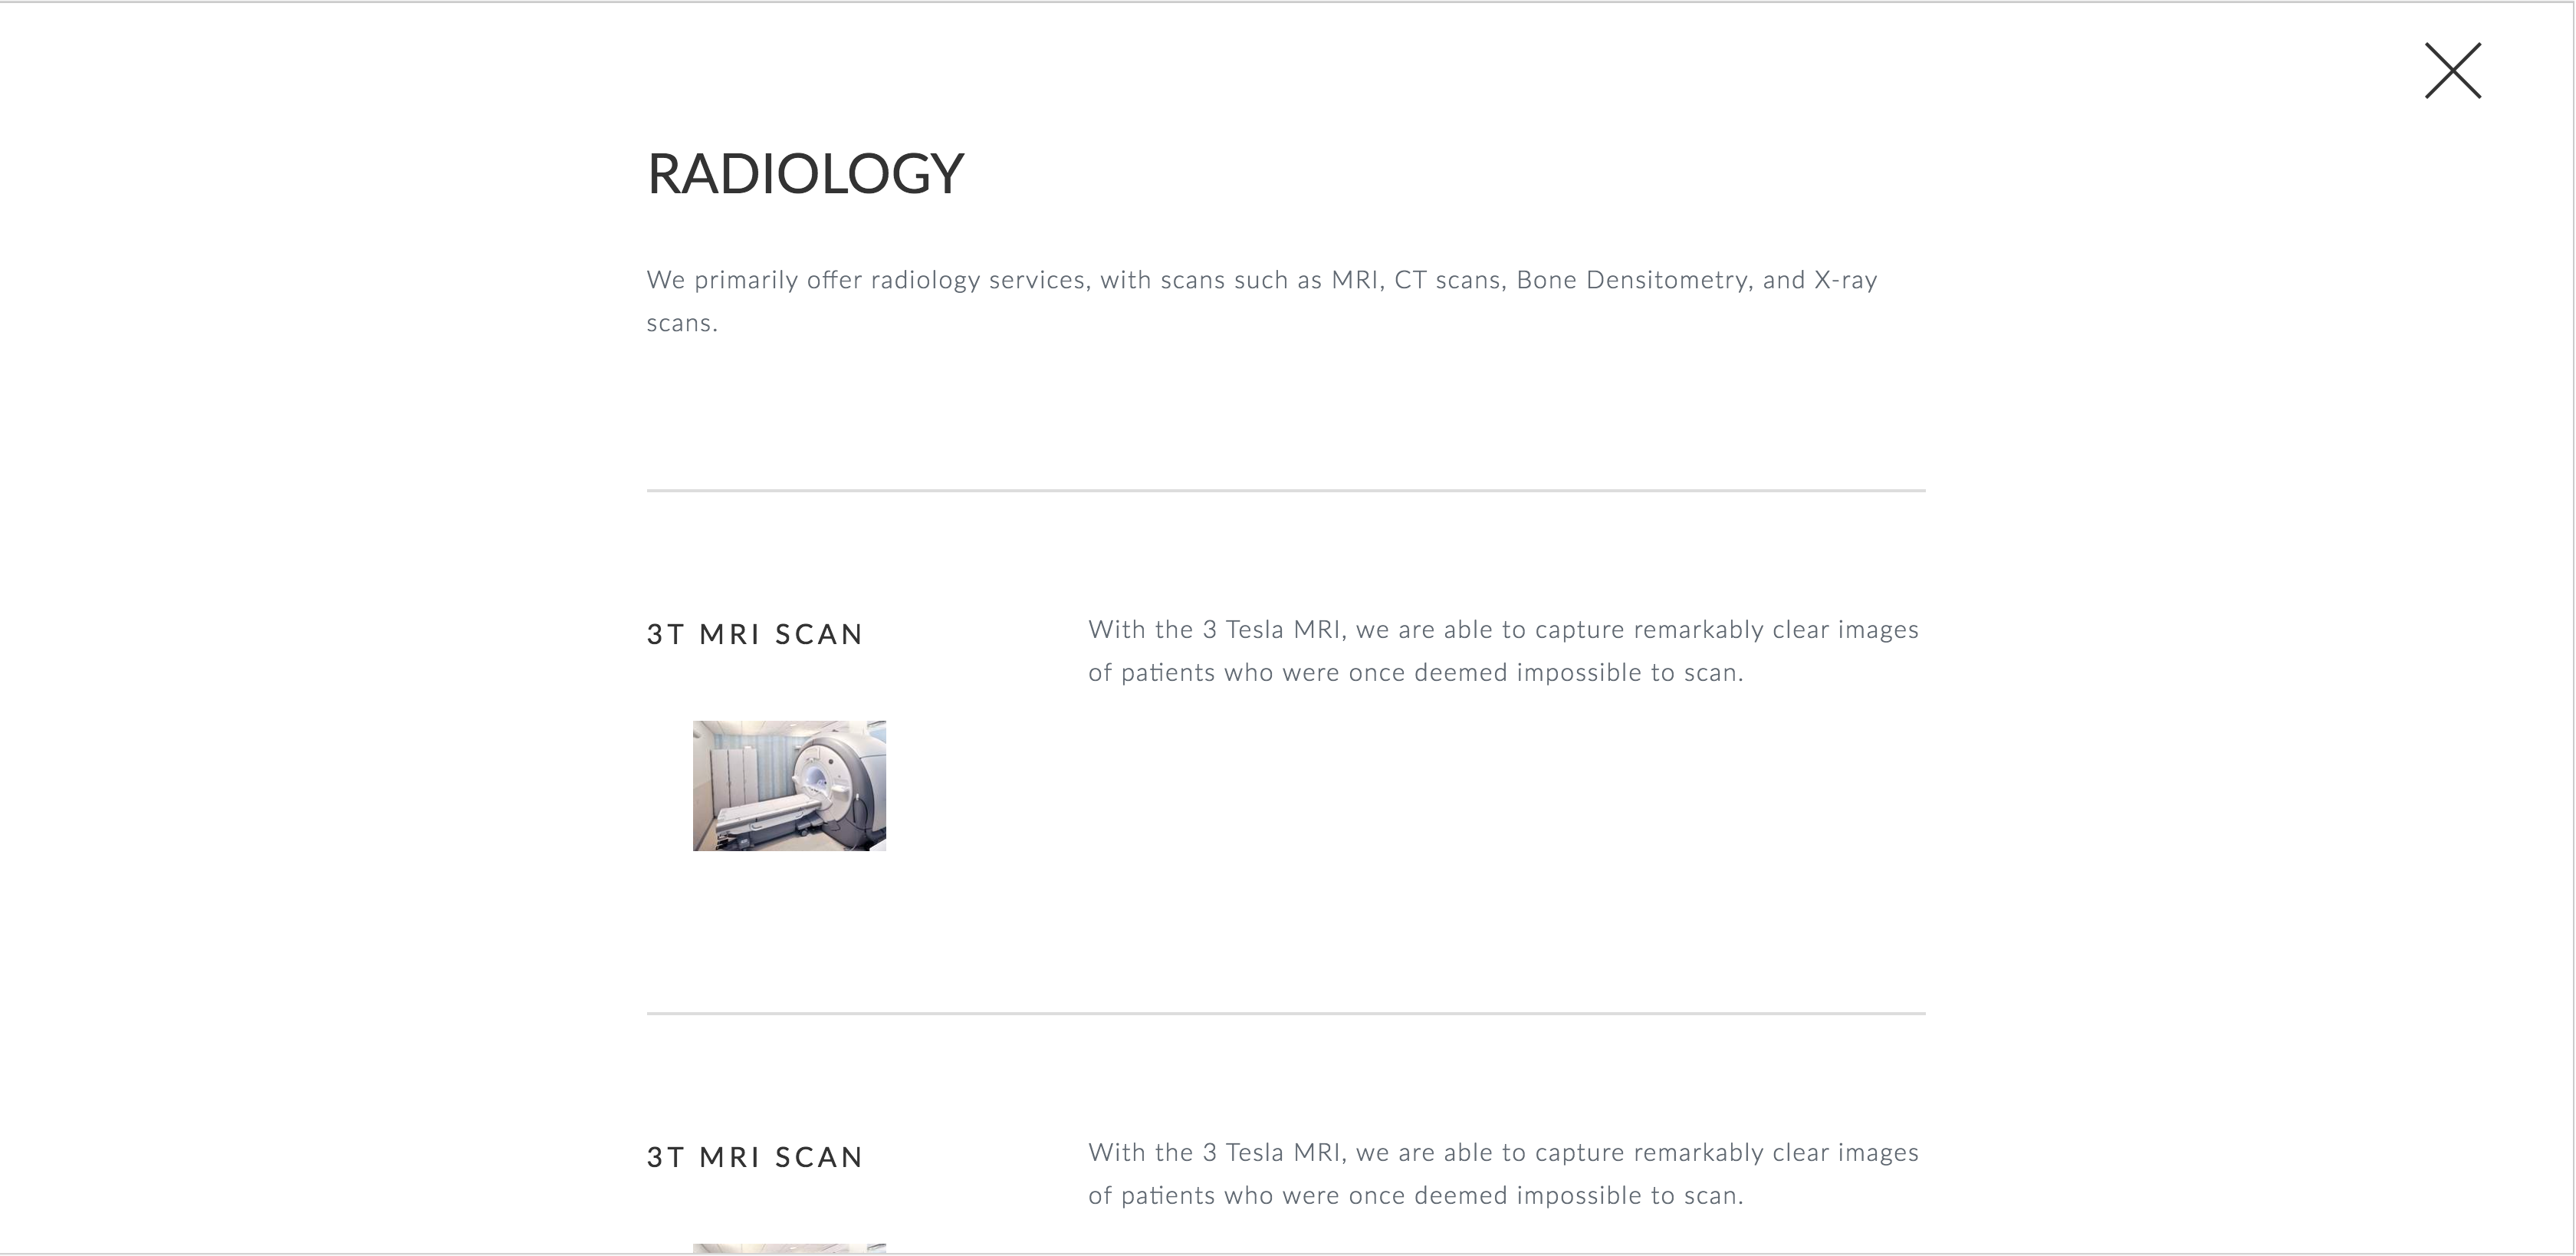 RADIOLOGY
We primarily offer radiology services, with scans such as MRI, CT scans, Bone Densitometry, and X-ray
scans.
3T MRI SCAN
With the 3 Tesla MRI, we are able to capture remarkably clear images
of patients who were once deemed impossible to scan.
3T MRI SCAN
With the 3 Tesla MRI, we are able to capture remarkably clear images
of patients who were once deemed impossible to scan.